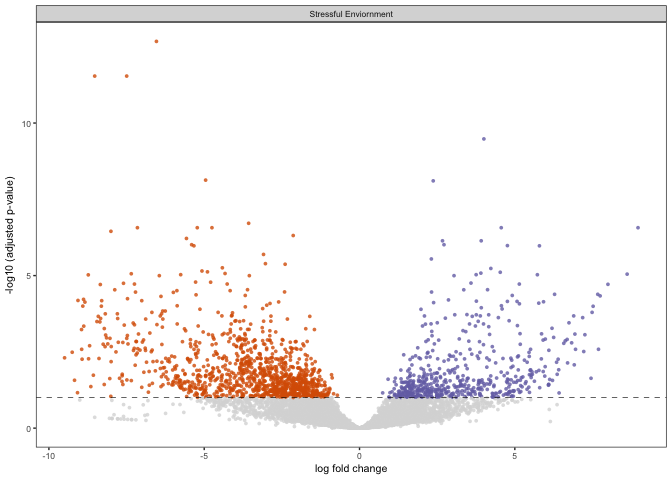 Stressful Enviornment
-log10 (adjusted p-value)
10
5
0
-10 -5 0 5
log fold change